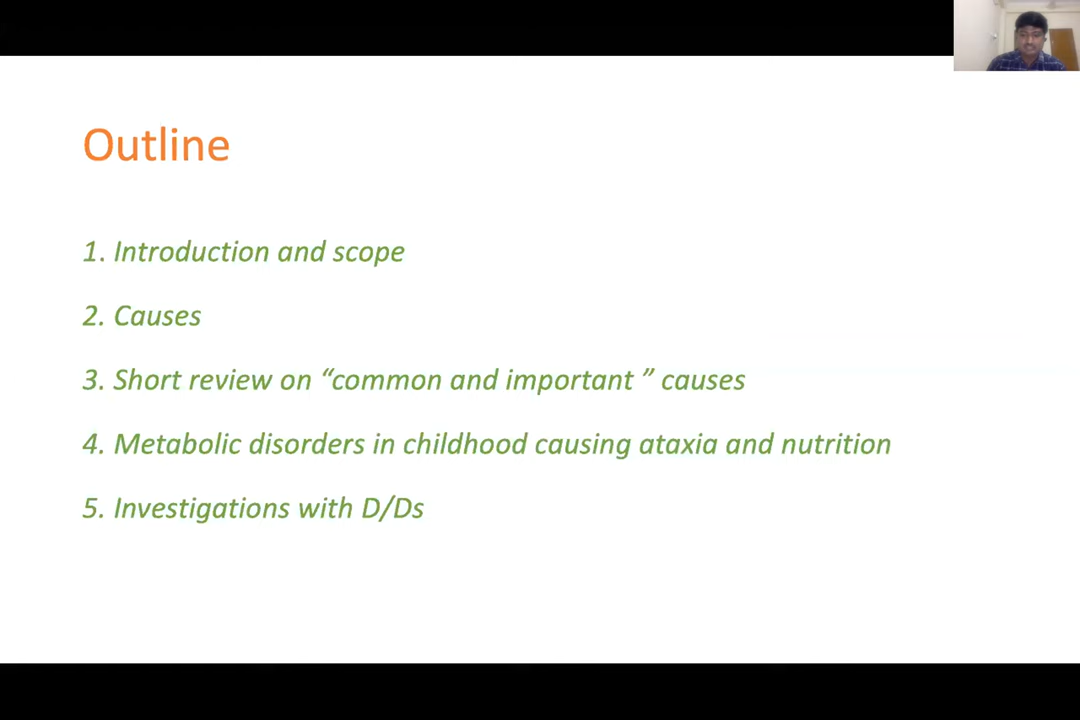 Outline
1. Introduction and scope
2. Causes
3. Short review on “common and important ” causes
4. Metabolic disorders in childhood causing ataxia and nutrition
5. Investigations with D/Ds